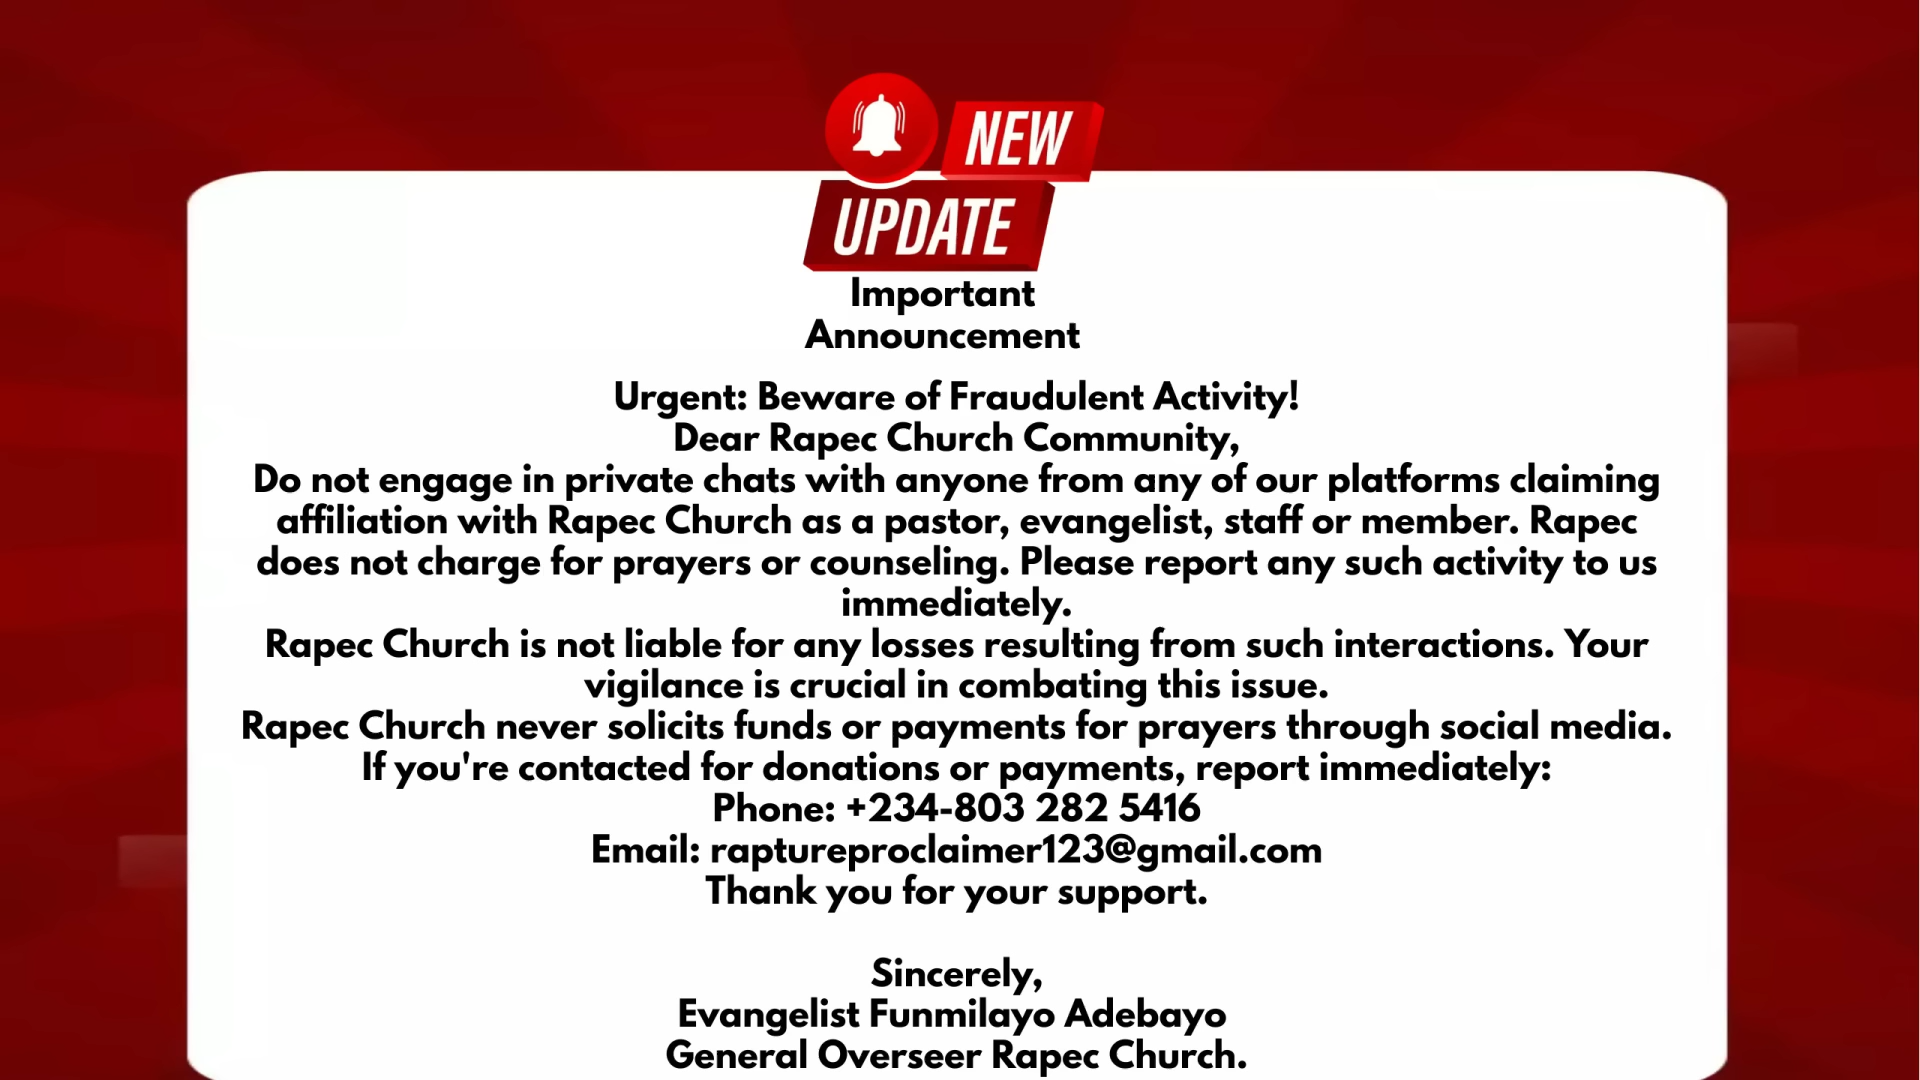 NEW
UPDATE
Important
Announcement
Urgent: Beware of Fraudulent Activity!
Dear Rapec Church Community,
Do not engage in private chats with anyone from any of our platforms claiming
affiliation with Rapec Church as a pastor, evangelist, staff or member. Rapec
does not charge for prayers or counseling. Please report any such activity to us
immediately.
Rapec Church is not liable for any losses resulting from such interactions. Your
vigilance is crucial in combating this issue.
Rapec Church never solicits funds or payments for prayers through social media.
If you're contacted for donations or payments, report immediately:
Phone: +234-803 282 5416
Email: raptureproclaimer123@gmail.com
Thank you for your support.
Sincerely,
Evangelist Funmilayo Adebayo
General Overseer Rapec Church.